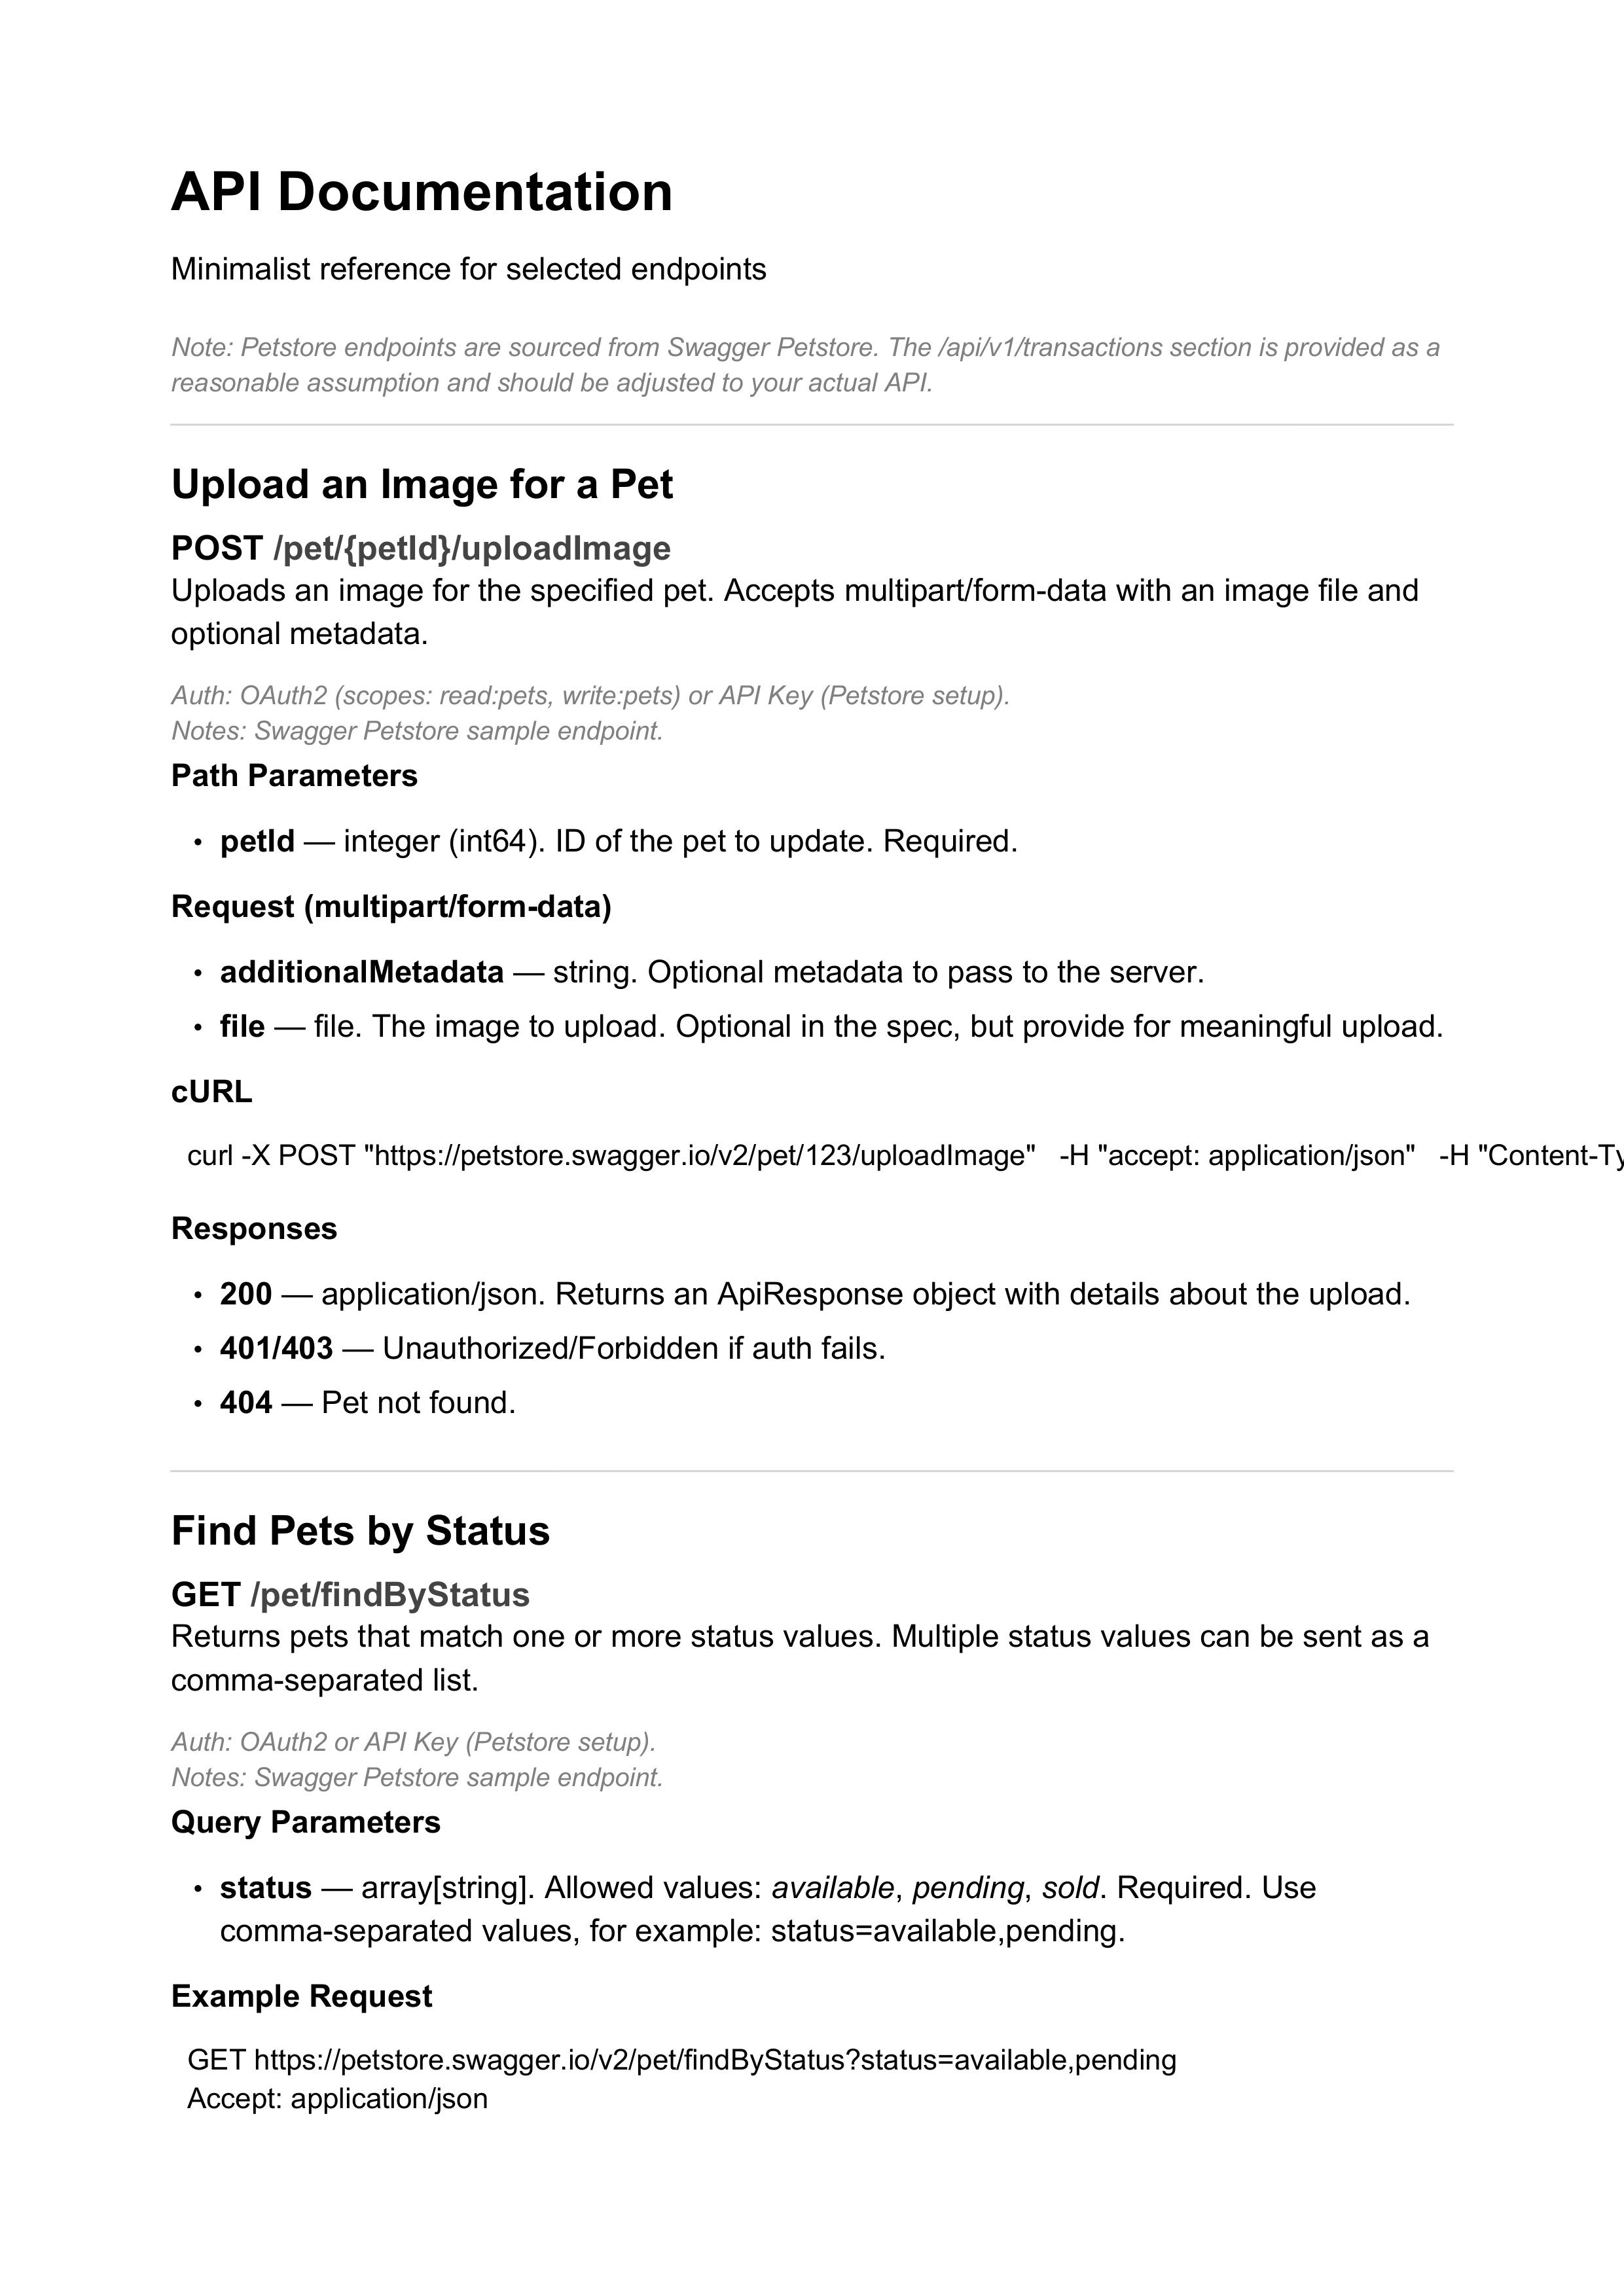 API Documentation
Minimalist reference for selected endpoints
Note: Petstore endpoints are sourced from Swagger Petstore. The /api/v1/transactions section is provided as a
reasonable assumption and should be adjusted to your actual API.
Upload an Image for a Pet
POST /pet/{petId}/uploadImage
Uploads an image for the specified pet. Accepts multipart/form-data with an image file and
optional metadata.
Auth: OAuth2 (scopes: read:pets, write:pets) or API Key (Petstore setup).
Notes: Swagger Petstore sample endpoint.
Path Parameters
• petId — integer (int64). ID of the pet to update. Required.
Request (multipart/form-data)
• additionalMetadata — string. Optional metadata to pass to the server.
• file — file. The image to upload. Optional in the spec, but provide for meaningful upload.
cURL
curl -X POST "https://petstore.swagger.io/v2/pet/123/uploadImage"   -H "accept: application/json"   -H "Content-Ty
Responses
• 200 — application/json. Returns an ApiResponse object with details about the upload.
• 401/403 — Unauthorized/Forbidden if auth fails.
• 404 — Pet not found.
Find Pets by Status
GET /pet/findByStatus
Returns pets that match one or more status values. Multiple status values can be sent as a
comma-separated list.
Auth: OAuth2 or API Key (Petstore setup).
Notes: Swagger Petstore sample endpoint.
Query Parameters
• status — array[string]. Allowed values: available, pending, sold. Required. Use
comma-separated values, for example: status=available,pending.
Example Request
GET https://petstore.swagger.io/v2/pet/findByStatus?status=available,pending
Accept: application/json